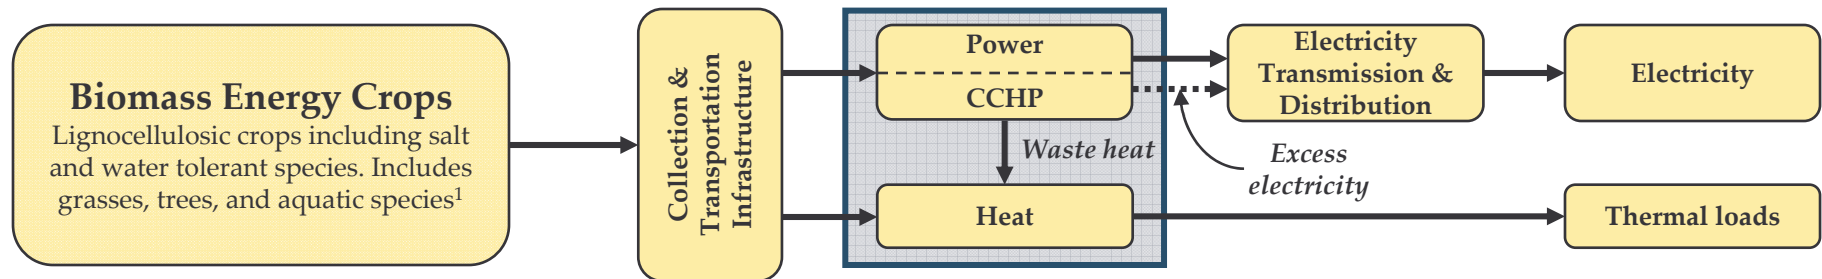 Biomass Energy Crops
Lignocellulosic crops including salt
and water tolerant species. Includes
grasses, trees, and aquatic species¹
Collection &
Transportation
Infrastructure
Power
CCHP
Waste heat
Heat
Electricity
Transmission &
Distribution
Excess
electricity
Electricity
Thermal loads